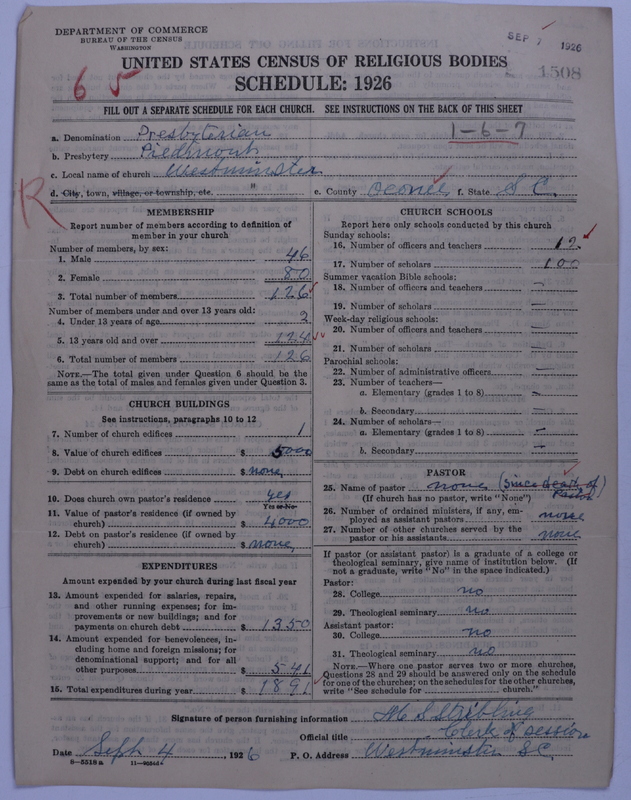 DEPARTMENT OF COMMERCE
BUREAU OF THE CENSUS
WASHINGTON
SEP 7 1926
1508
6 5
UNITED STATES CENSUS OF RELIGIOUS BODIES
SCHEDULE: 1926
FILL OUT A SEPARATE SCHEDULE FOR EACH CHURCH. SEE INSTRUCTIONS ON THE BACK OF THIS SHEET
1-6-7
a. Denomination Presbyterian
b. Presbytery Piedmont
c. Local name of church Westminster
d. City, town, village, or township, etc. " e. County Oconee f. State S C.
R
MEMBERSHIP
Report number of members according to definition of member in your church
Number of members, by sex:
1. Male 46
2. Female 80
3. Total number of members 126
Number of members under and over 13 years old:
4. Under 13 years of age 2
5. 13 years old and over 124
6. Total number of members 126
NOTE.—The total given under Question 6 should be the
same as the total of males and females given under Question 3.
CHURCH BUILDINGS
See instructions, paragraphs 10 to 12
7. Number of church edifices 1
8. Value of church edifices $ 5000
9. Debt on church edifices $ none
10. Does church own pastor's residence yes
Yes or No
11. Value of pastor's residence (if owned by
church) $ 4000
12. Debt on pastor's residence (if owned by
church) $ none
EXPENDITURES
Amount expended by your church during last fiscal year
13. Amount expended for salaries, repairs,
and other running expenses; for im-
provements or new buildings; and for
payments on church debt $ 1350
14. Amount expended for benevolences, in-
cluding home and foreign missions; for
denominational support; and for all
other purposes $ 541
15. Total expenditures during year $ 1891
CHURCH SCHOOLS
Report here only schools conducted by this church
Sunday schools:
16. Number of officers and teachers 12
17. Number of scholars 100
Summer vacation Bible schools:
18. Number of officers and teachers —
19. Number of scholars —
Week-day religious schools:
20. Number of officers and teachers —
21. Number of scholars —
Parochial schools:
22. Number of administrative officers —
23. Number of teachers—
a. Elementary (grades 1 to 8) —
b. Secondary —
24. Number of scholars—
a. Elementary (grades 1 to 8) —
b. Secondary —
PASTOR
25. Name of pastor none (since death of
Pastor)
(If church has no pastor, write "None")
26. Number of ordained ministers, if any, em-
ployed as assistant pastors none
27. Number of other churches served by the
pastor or his assistants none
If pastor (or assistant pastor) is a graduate of a college or
theological seminary, give name of institution below. (If
not a graduate, write "No" in the space indicated.)
Pastor:
28. College no
29. Theological seminary no
Assistant pastor:
30. College no
31. Theological seminary no
NOTE.—Where one pastor serves two or more churches,
Questions 28 and 29 should be answered only on the schedule
for one of the churches; on the schedules for the other churches,
write "See schedule for church."
Signature of person furnishing information M S Stribling
Official title Clerk of session
Date Sept 4 1926 P. O. Address Westminster S C.
8—5518 a